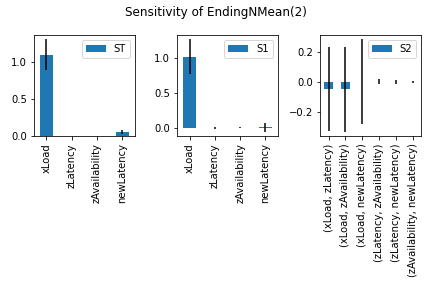 Sensitivity of EndingNMean(2)
ST
1.0
0.5
0.0
xLoad
zLatency
zAvailability
newLatency
S1
1.0
0.5
0.0
xLoad
zLatency
zAvailability
newLatency
S2
0.2
0.0
−0.2
(xLoad, zLatency)
(xLoad, zAvailability)
(xLoad, newLatency)
(zLatency, zAvailability)
(zLatency, newLatency)
(zAvailability, newLatency)